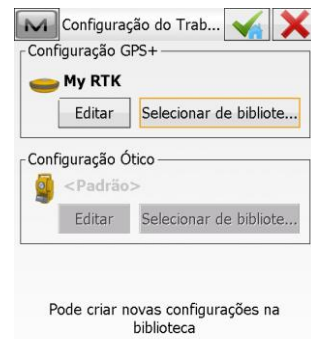 M Configuração do Trab...
Configuração GPS+
My RTK
Editar Selecionar de bibliote...
Configuração Ótico
<Padrão>
Editar Selecionar de bibliote...
Pode criar novas configurações na
biblioteca